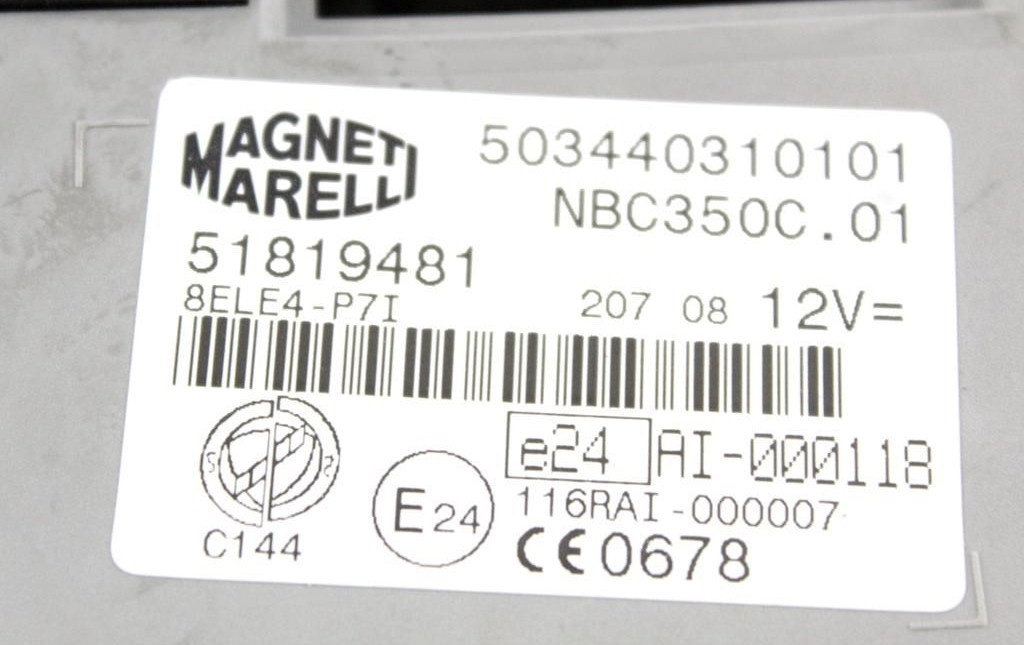 MAGNETI
MARELLI
503440310101
NBC350C.01
51819481
8ELE4-P7I
207 08 12V=
e24 AI-000118
E24
116RAI-000007
C144
CE0678